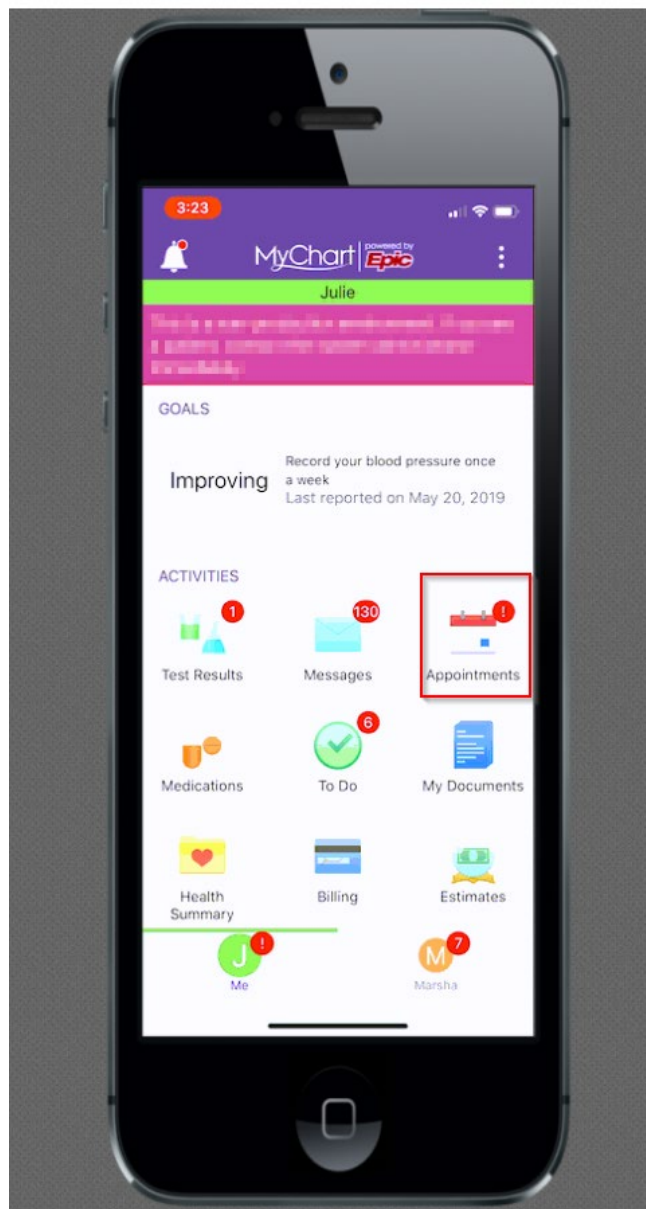 3:23
MyChart powered by Epic
Julie
GOALS
Improving
Record your blood pressure once
a week
Last reported on May 20, 2019
ACTIVITIES
1
130
!
Test Results
Messages
Appointments
6
Medications
To Do
My Documents
Health
Summary
Billing
Estimates
J
!
M
7
Me
Marsha